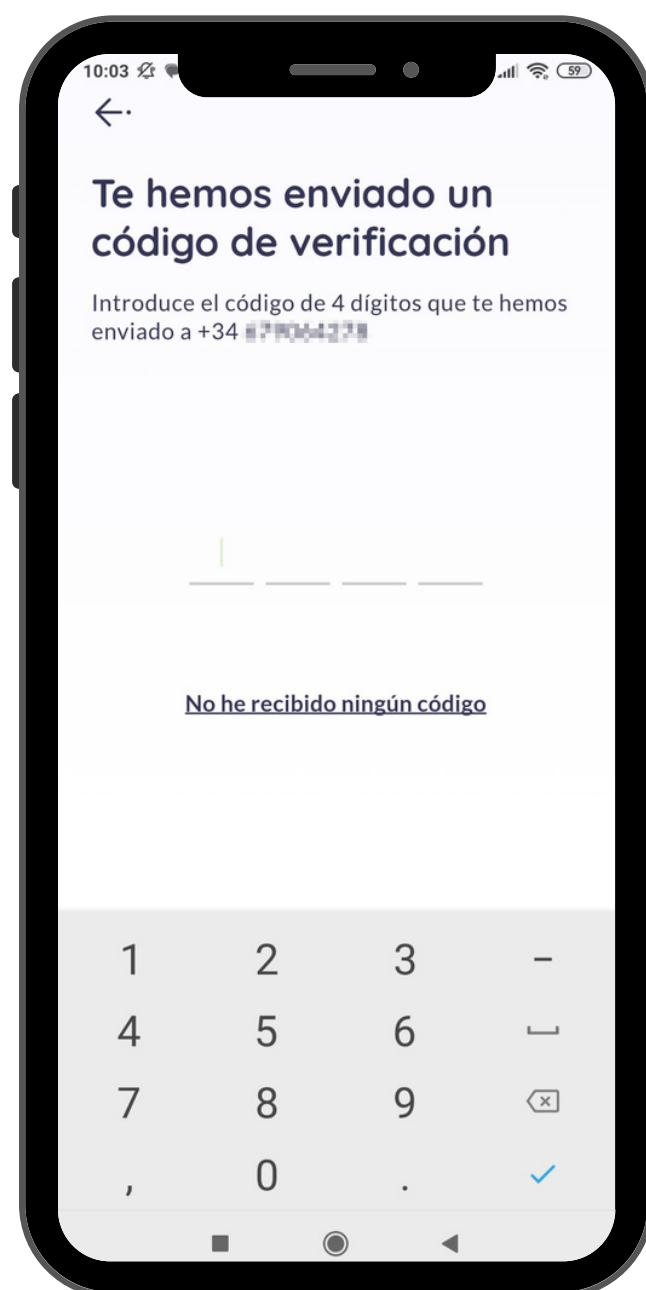 10:03
59
Te hemos enviado un
código de verificación
Introduce el código de 4 dígitos que te hemos
enviado a +34
No he recibido ningún código
1 2 3 -
4 5 6
7 8 9
, 0 .